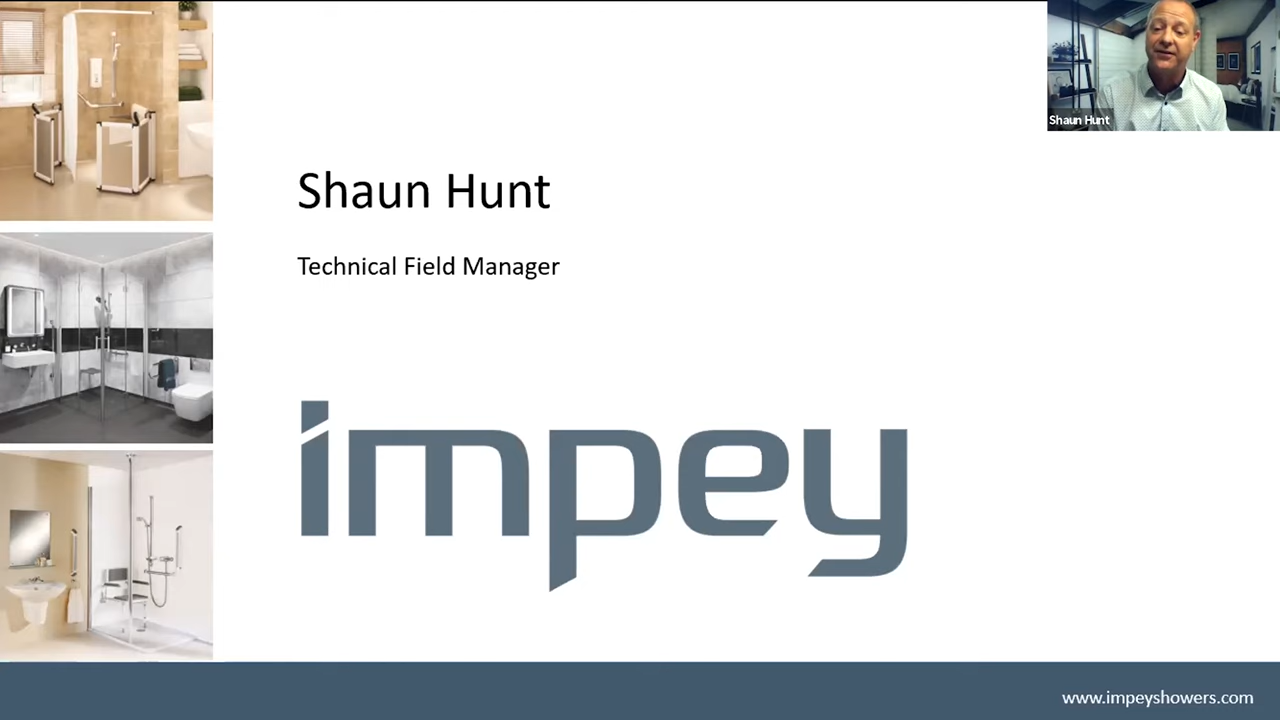 Shaun Hunt
Shaun Hunt
Technical Field Manager
impey
www.impeyshowers.com